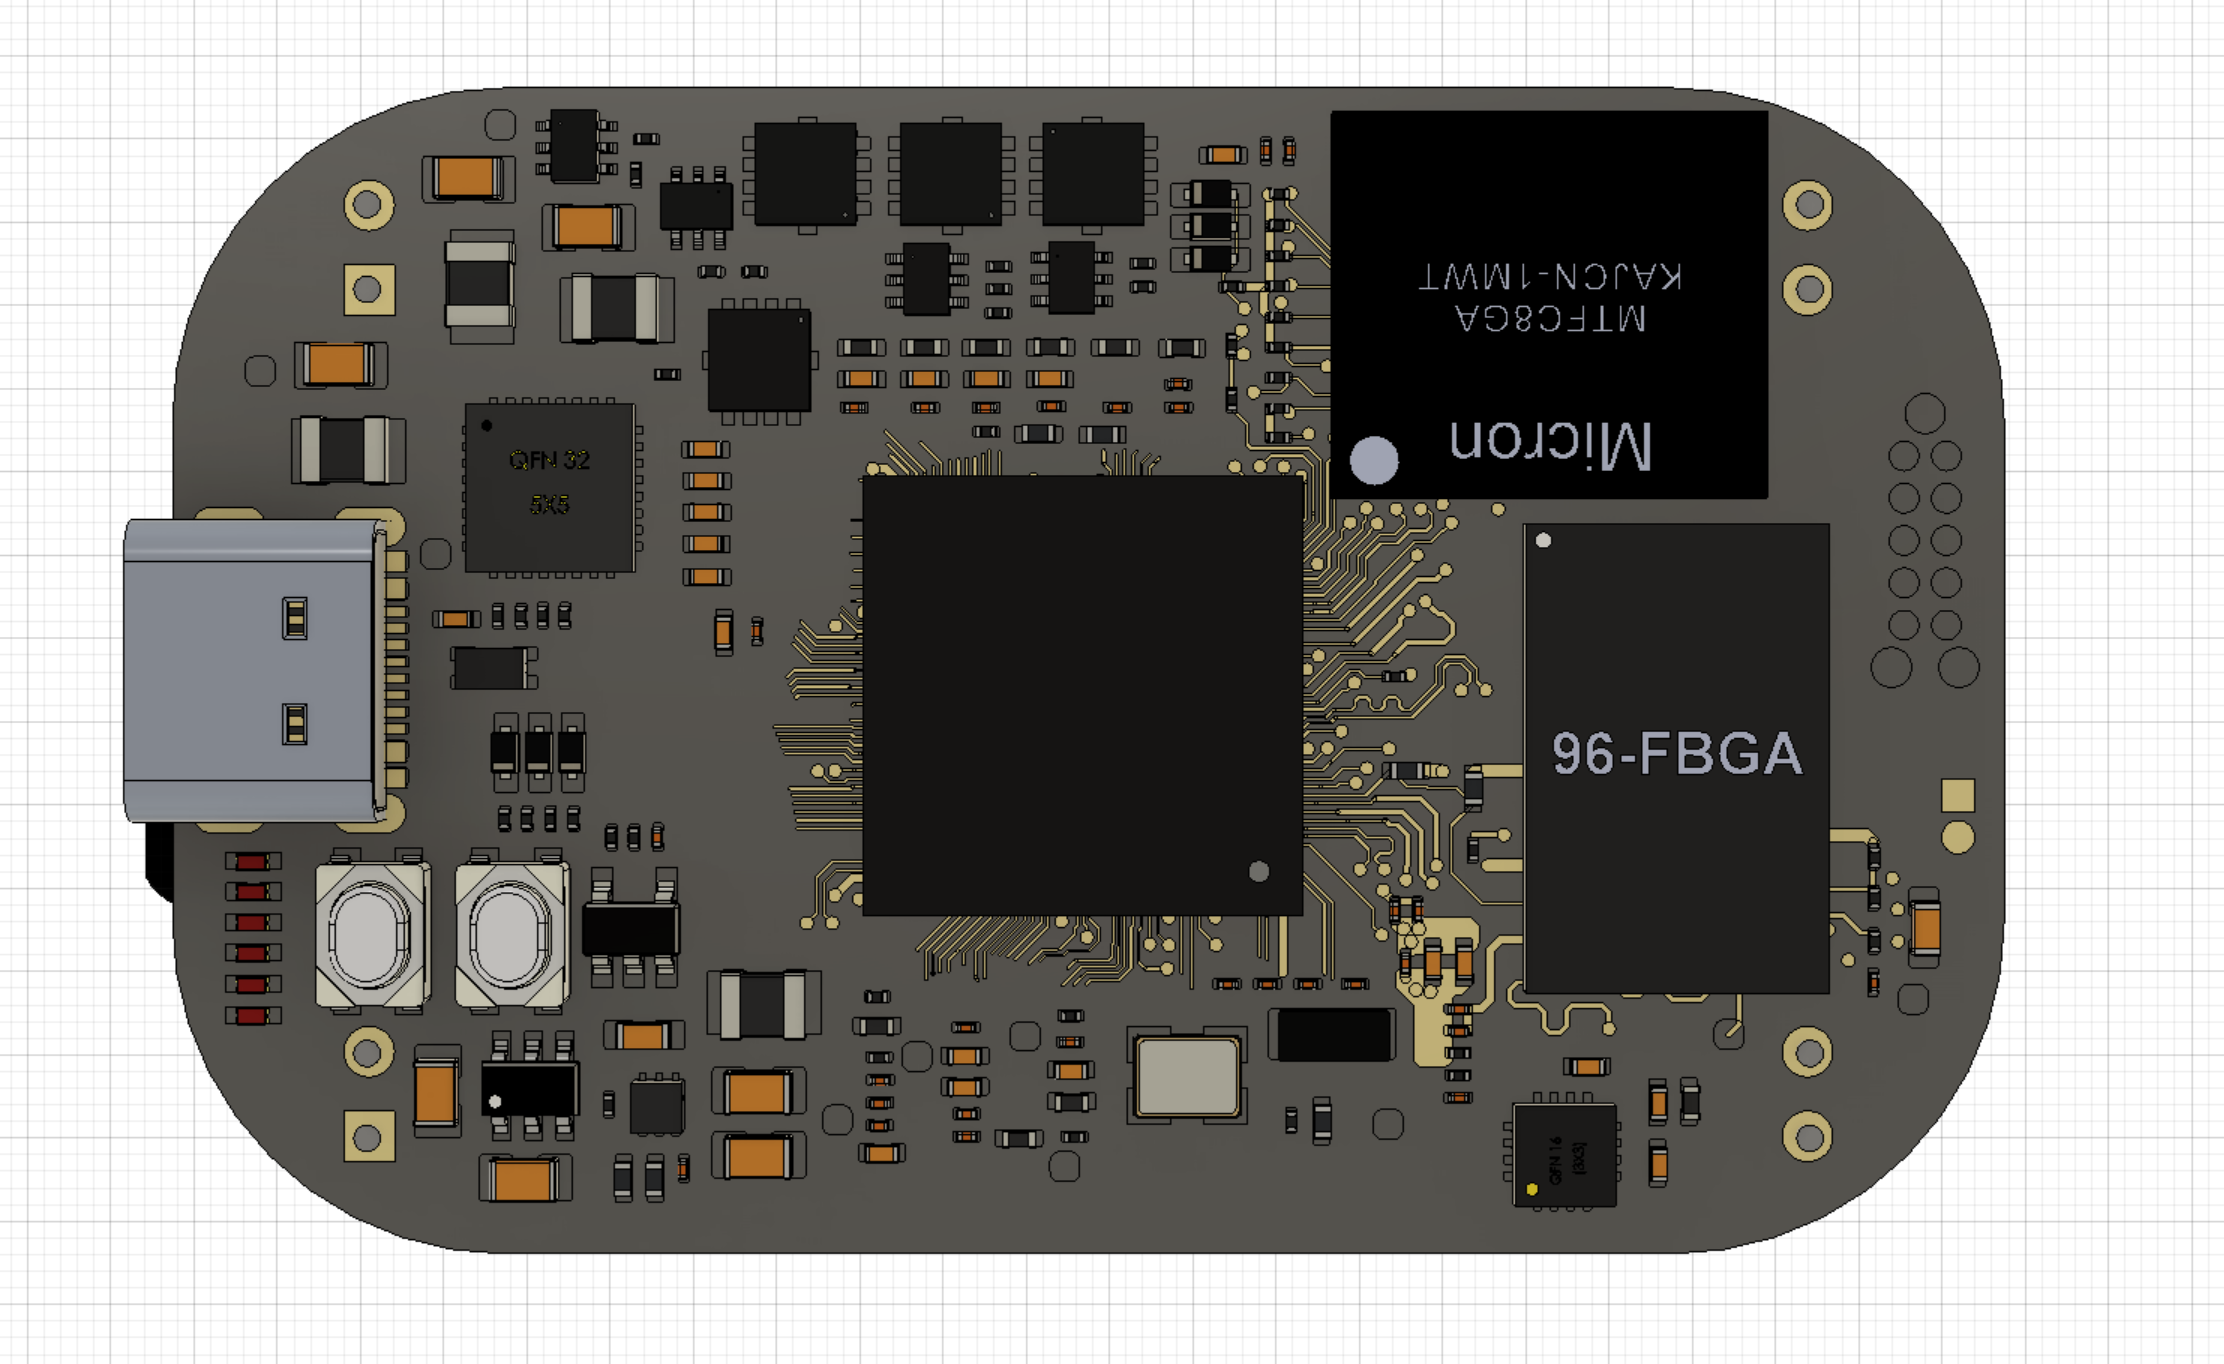 KAJCN-1MWT
MTFC8GA
Micron
QFN 32
5X5
96-FBGA
QFN 16
(3X3)